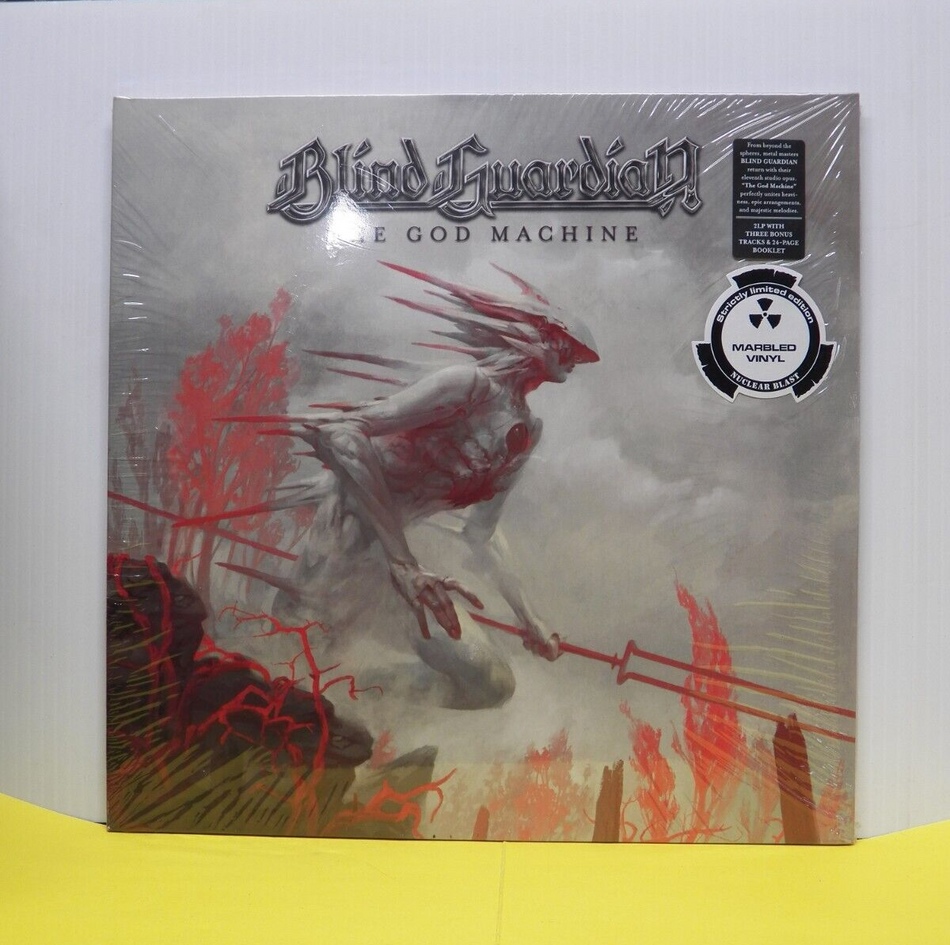 Blind Guardian
THE GOD MACHINE
From beyond the
spheres, metal masters
BLIND GUARDIAN
return with their
eleventh studio opus.
"The God Machine"
perfectly unites heavi-
ness, epic arrangements,
and majestic melodies.
2LP WITH
THREE BONUS
TRACKS & 24-PAGE
BOOKLET
Strictly limited edition
MARBLED
VINYL
NUCLEAR BLAST